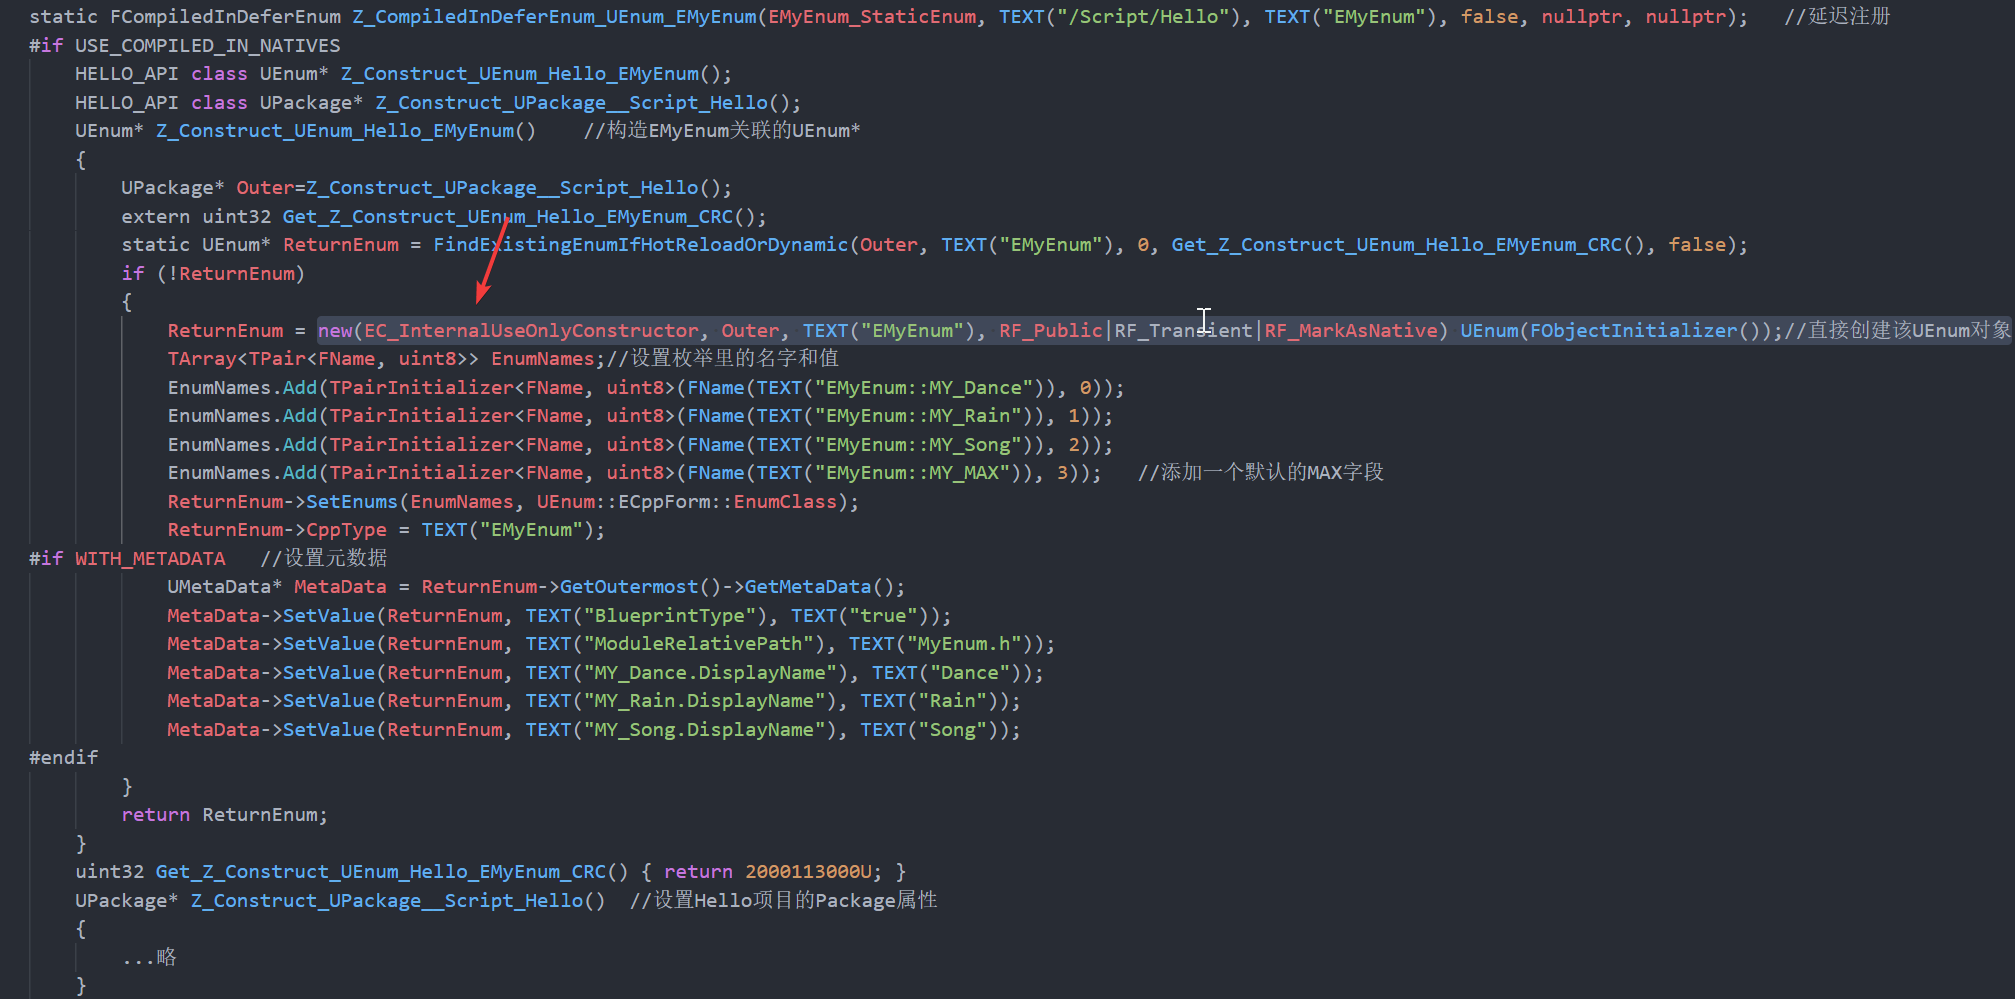 static FCompiledInDeferEnum Z_CompiledInDeferEnum_UEnum_EMyEnum(EMyEnum_StaticEnum, TEXT("/Script/Hello"), TEXT("EMyEnum"), false, nullptr, nullptr);   //延迟注册
#if USE_COMPILED_IN_NATIVES
    HELLO_API class UEnum* Z_Construct_UEnum_Hello_EMyEnum();
    HELLO_API class UPackage* Z_Construct_UPackage__Script_Hello();
    UEnum* Z_Construct_UEnum_Hello_EMyEnum()    //构造EMyEnum关联的UEnum*
    {
        UPackage* Outer=Z_Construct_UPackage__Script_Hello();
        extern uint32 Get_Z_Construct_UEnum_Hello_EMyEnum_CRC();
        static UEnum* ReturnEnum = FindExistingEnumIfHotReloadOrDynamic(Outer, TEXT("EMyEnum"), 0, Get_Z_Construct_UEnum_Hello_EMyEnum_CRC(), false);
        if (!ReturnEnum)
        {
            ReturnEnum = new(EC_InternalUseOnlyConstructor, Outer, TEXT("EMyEnum"), RF_Public|RF_Transient|RF_MarkAsNative) UEnum(FObjectInitializer());//直接创建该UEnum对象
            TArray<TPair<FName, uint8>> EnumNames;//设置枚举里的名字和值
            EnumNames.Add(TPairInitializer<FName, uint8>(FName(TEXT("EMyEnum::MY_Dance")), 0));
            EnumNames.Add(TPairInitializer<FName, uint8>(FName(TEXT("EMyEnum::MY_Rain")), 1));
            EnumNames.Add(TPairInitializer<FName, uint8>(FName(TEXT("EMyEnum::MY_Song")), 2));
            EnumNames.Add(TPairInitializer<FName, uint8>(FName(TEXT("EMyEnum::MY_MAX")), 3));   //添加一个默认的MAX字段
            ReturnEnum->SetEnums(EnumNames, UEnum::ECppForm::EnumClass);
            ReturnEnum->CppType = TEXT("EMyEnum");
#if WITH_METADATA   //设置元数据
            UMetaData* MetaData = ReturnEnum->GetOutermost()->GetMetaData();
            MetaData->SetValue(ReturnEnum, TEXT("BlueprintType"), TEXT("true"));
            MetaData->SetValue(ReturnEnum, TEXT("ModuleRelativePath"), TEXT("MyEnum.h"));
            MetaData->SetValue(ReturnEnum, TEXT("MY_Dance.DisplayName"), TEXT("Dance"));
            MetaData->SetValue(ReturnEnum, TEXT("MY_Rain.DisplayName"), TEXT("Rain"));
            MetaData->SetValue(ReturnEnum, TEXT("MY_Song.DisplayName"), TEXT("Song"));
#endif
        }
        return ReturnEnum;
    }
    uint32 Get_Z_Construct_UEnum_Hello_EMyEnum_CRC() { return 2000113000U; }
    UPackage* Z_Construct_UPackage__Script_Hello()  //设置Hello项目的Package属性
    {
        ...略
    }